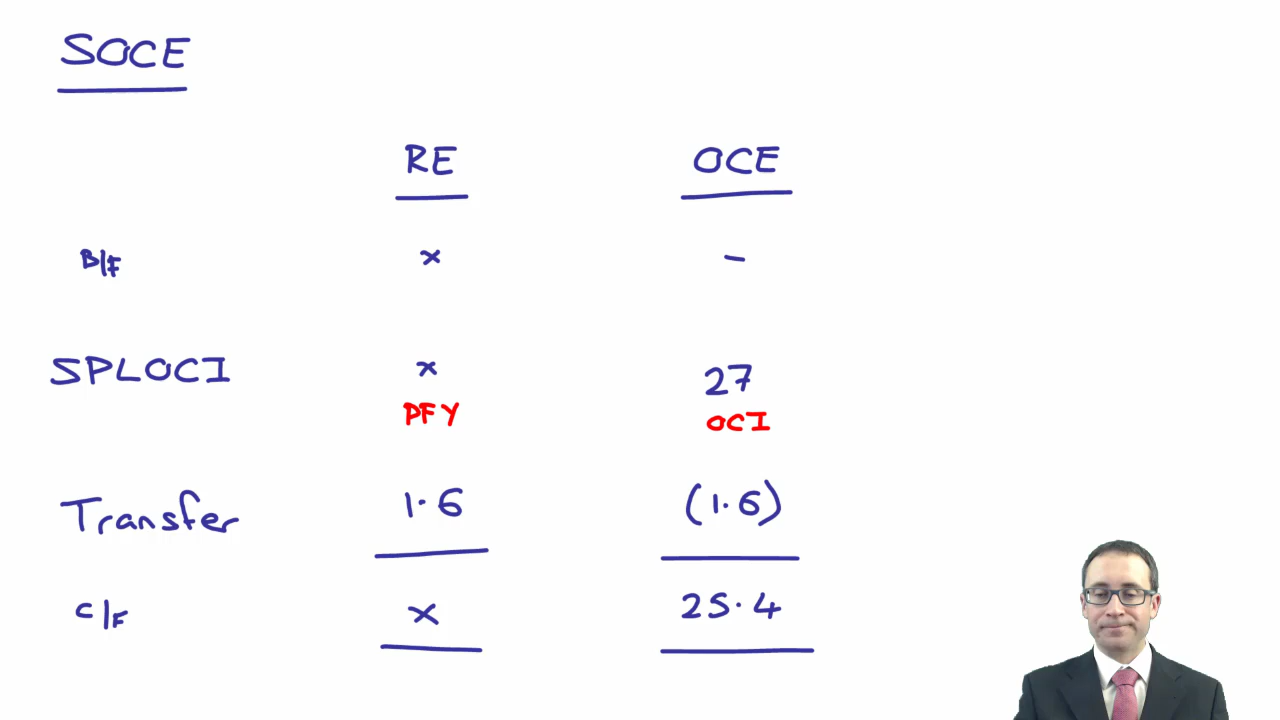 SOCE
RE OCE
B/F x -
SPLOCI x 27
PFY OCI
Transfer 1.6 (1.6)
C/F x 25.4